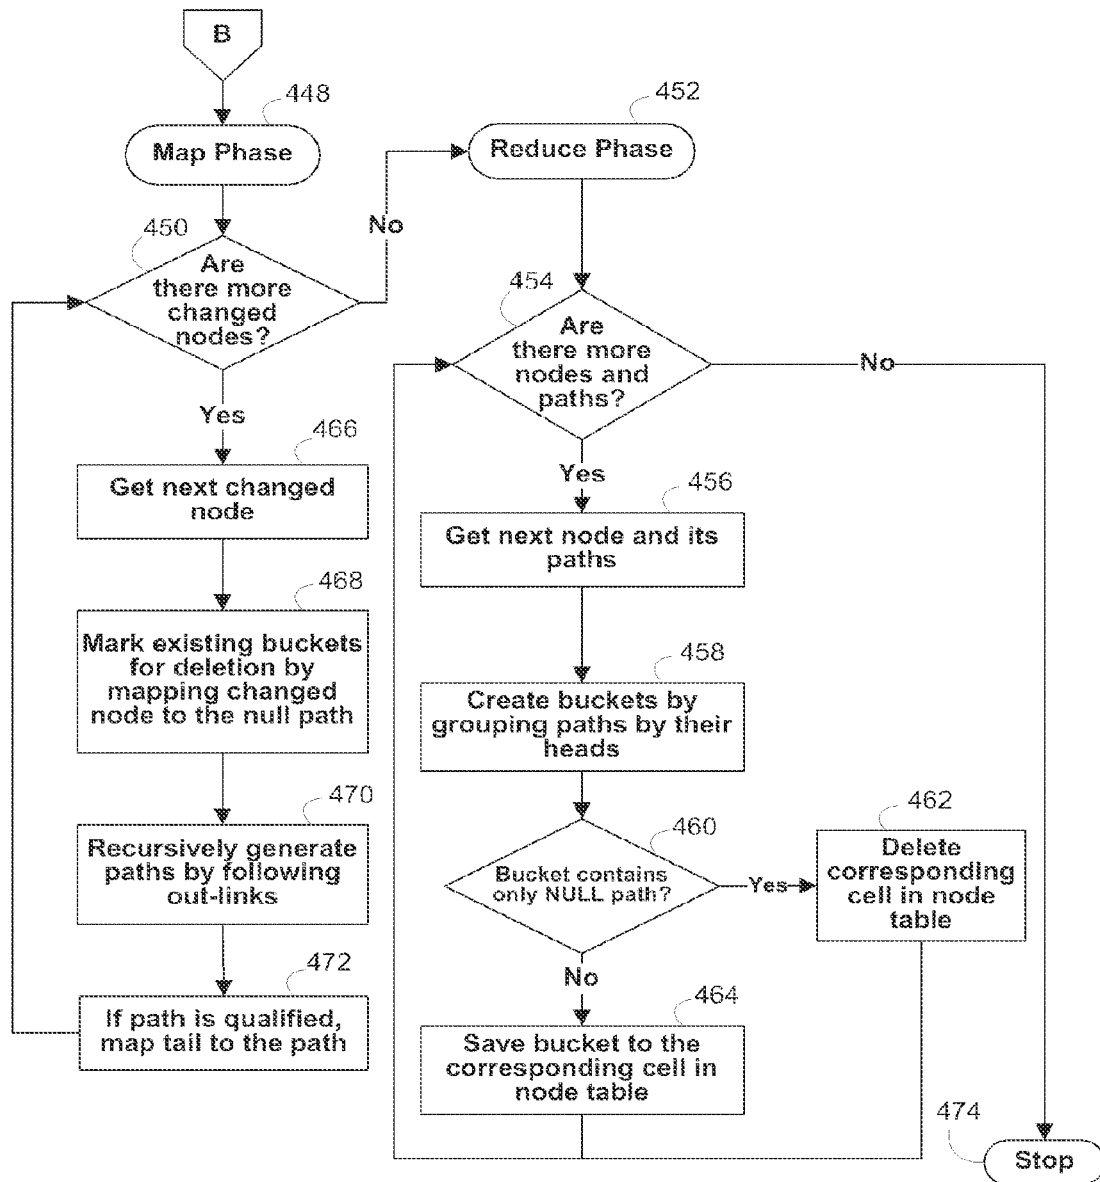 B
448
Map Phase
450
Are
there more
changed
nodes?
No
Yes
466
Get next changed
node
468
Mark existing buckets
for deletion by
mapping changed
node to the null path
470
Recursively generate
paths by following
out-links
472
If path is qualified,
map tail to the path
452
Reduce Phase
454
Are
there more
nodes and
paths?
No
Yes
456
Get next node and its
paths
458
Create buckets by
grouping paths by their
heads
460
Bucket contains
only NULL path?
Yes
462
Delete
corresponding
cell in node
table
No
464
Save bucket to the
corresponding cell in
node table
474
Stop